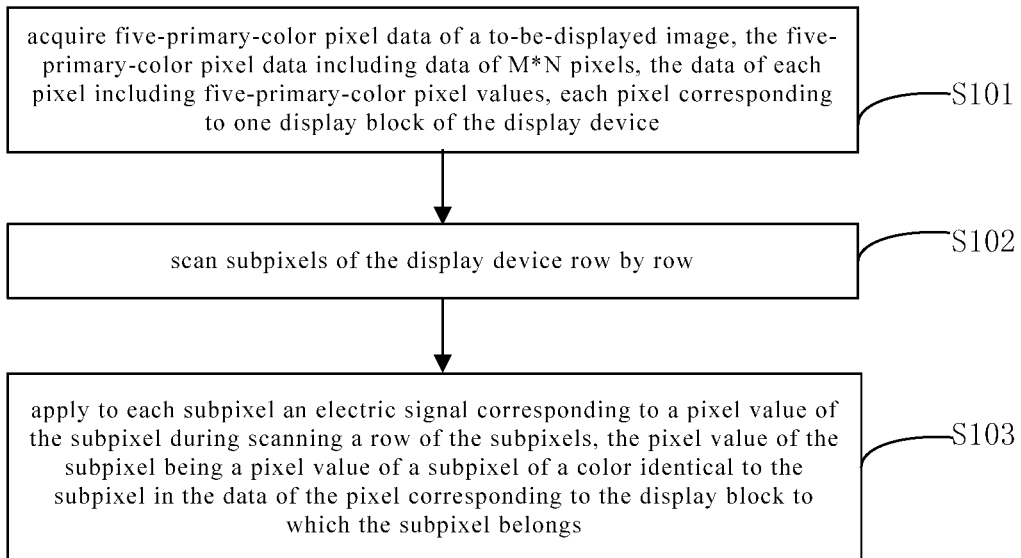 acquire five-primary-color pixel data of a to-be-displayed image, the five-
primary-color pixel data including data of M*N pixels, the data of each
pixel including five-primary-color pixel values, each pixel corresponding
to one display block of the display device
S101
scan subpixels of the display device row by row
S102
apply to each subpixel an electric signal corresponding to a pixel value of
the subpixel during scanning a row of the subpixels, the pixel value of the
subpixel being a pixel value of a subpixel of a color identical to the
subpixel in the data of the pixel corresponding to the display block to
which the subpixel belongs
S103